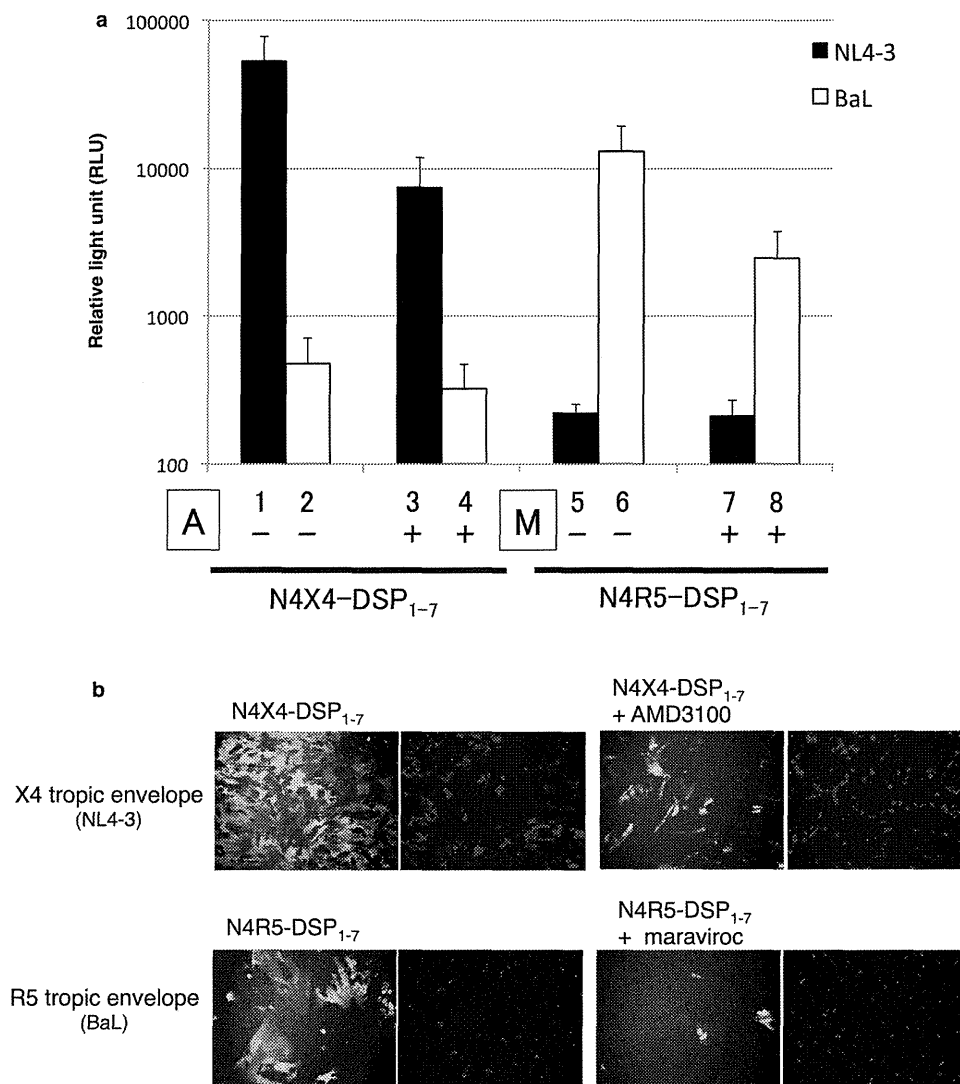 a
100000
10000
1000
100
Relative light unit (RLU)
NL4-3
BaL
A
1 2 3 4
– – + +
M
5 6 7 8
– – + +
N4X4–DSP1–7
N4R5–DSP1–7
b
N4X4-DSP1-7
N4X4-DSP1-7
+ AMD3100
X4 tropic envelope
(NL4-3)
N4R5-DSP1-7
N4R5-DSP1-7
+ maraviroc
R5 tropic envelope
(BaL)